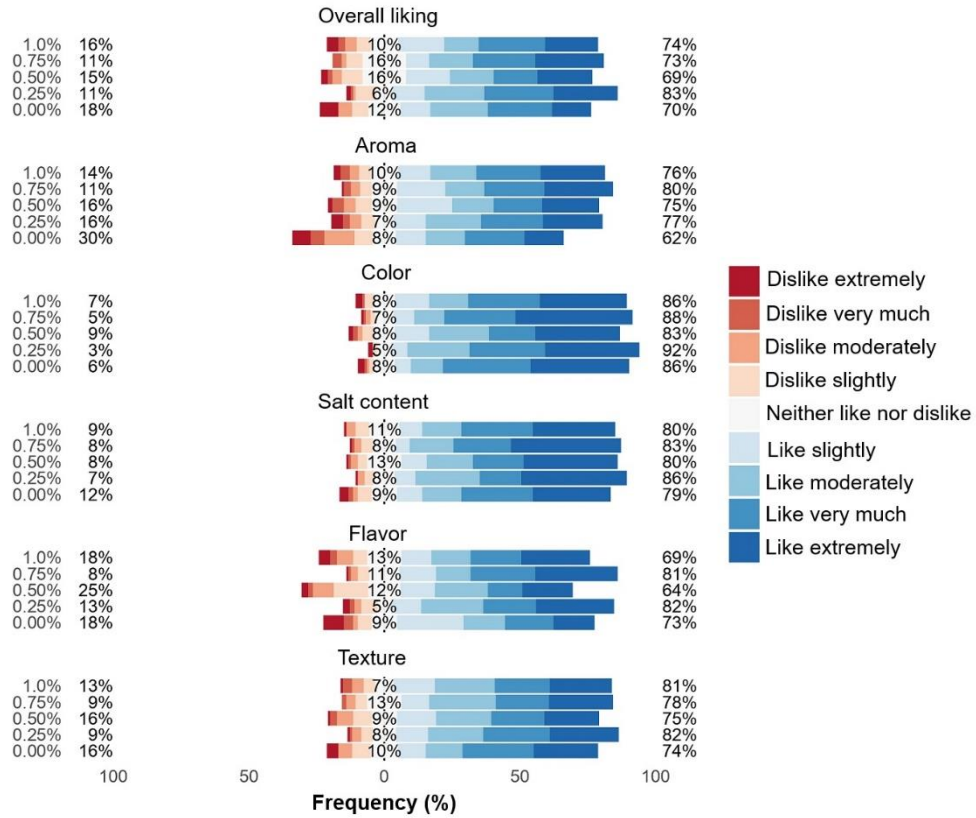 Overall liking
1.0% 16% 10% 74%
0.75% 11% 16% 73%
0.50% 15% 16% 69%
0.25% 11% 6% 83%
0.00% 18% 12% 70%
Aroma
1.0% 14% 10% 76%
0.75% 11% 9% 80%
0.50% 16% 9% 75%
0.25% 16% 7% 77%
0.00% 30% 8% 62%
Color
1.0% 7% 8% 86%
0.75% 5% 7% 88%
0.50% 9% 8% 83%
0.25% 3% 5% 92%
0.00% 6% 8% 86%
Salt content
1.0% 9% 11% 80%
0.75% 8% 8% 83%
0.50% 8% 13% 80%
0.25% 7% 8% 86%
0.00% 12% 9% 79%
Flavor
1.0% 18% 13% 69%
0.75% 8% 11% 81%
0.50% 25% 12% 64%
0.25% 13% 5% 82%
0.00% 18% 9% 73%
Texture
1.0% 13% 7% 81%
0.75% 9% 13% 78%
0.50% 16% 9% 75%
0.25% 9% 8% 82%
0.00% 16% 10% 74%
100 50 0 50 100
Frequency (%)
Dislike extremely
Dislike very much
Dislike moderately
Dislike slightly
Neither like nor dislike
Like slightly
Like moderately
Like very much
Like extremely